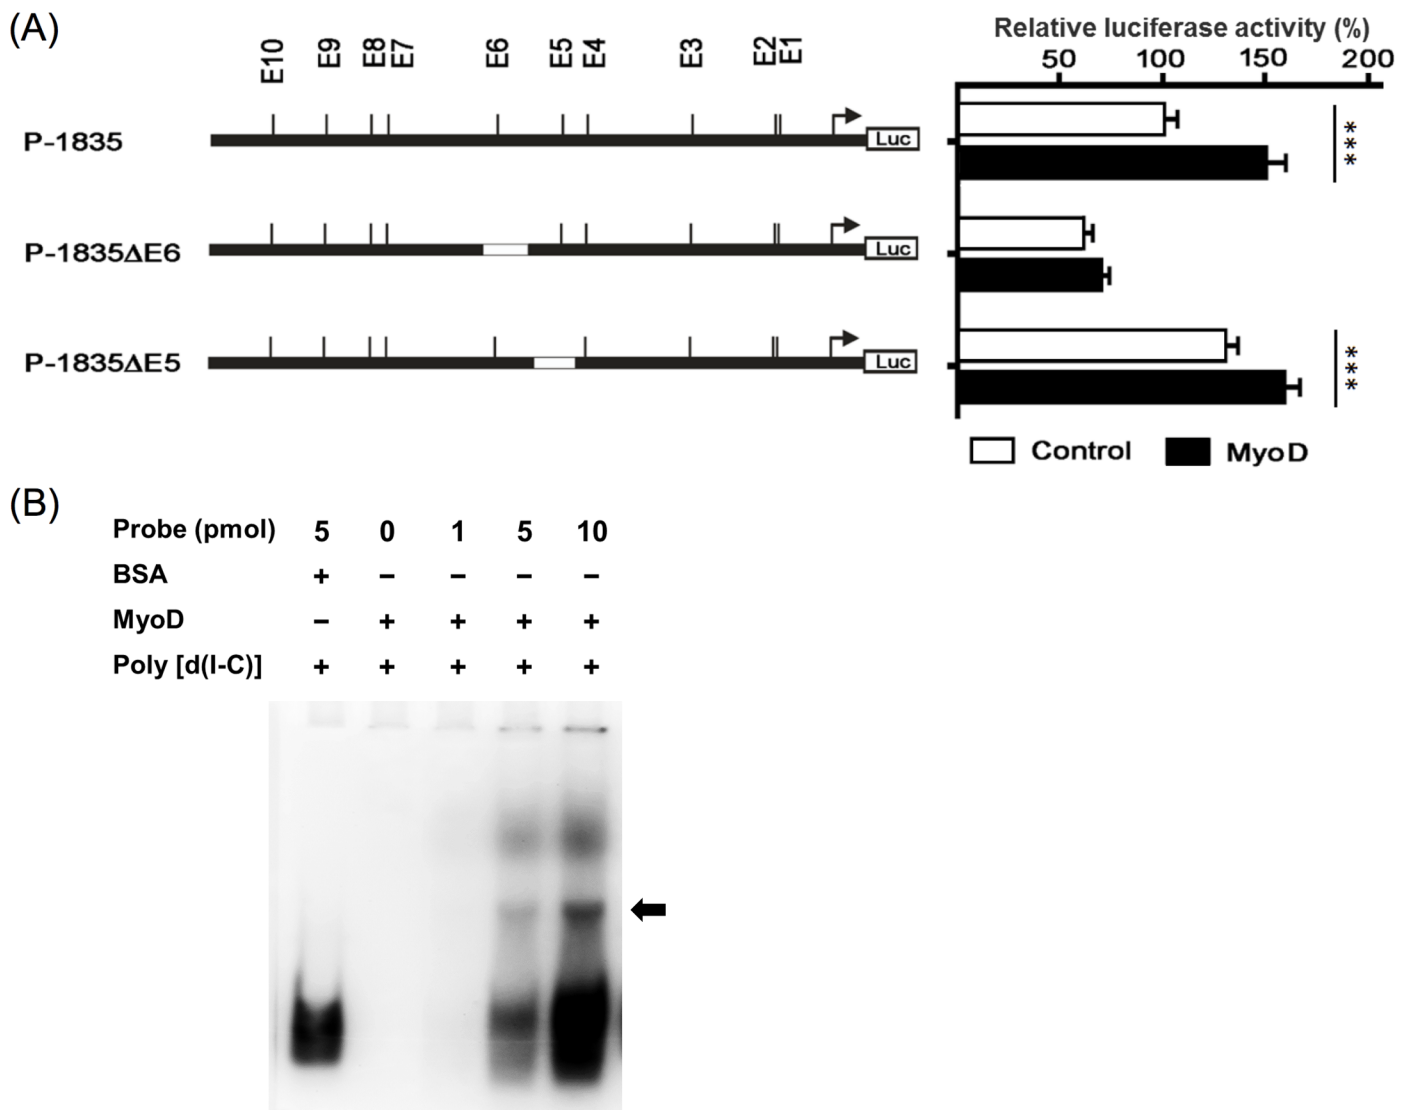 (A)
E10 E9 E8 E7 E6 E5 E4 E3 E2 E1
Relative luciferase activity (%)
50 100 150 200
P-1835 Luc ***
P-1835ΔE6 Luc
P-1835ΔE5 Luc ***
Control MyoD
(B)
Probe (pmol) 5 0 1 5 10
BSA + − − − −
MyoD − + + + +
Poly [d(I-C)] + + + + +